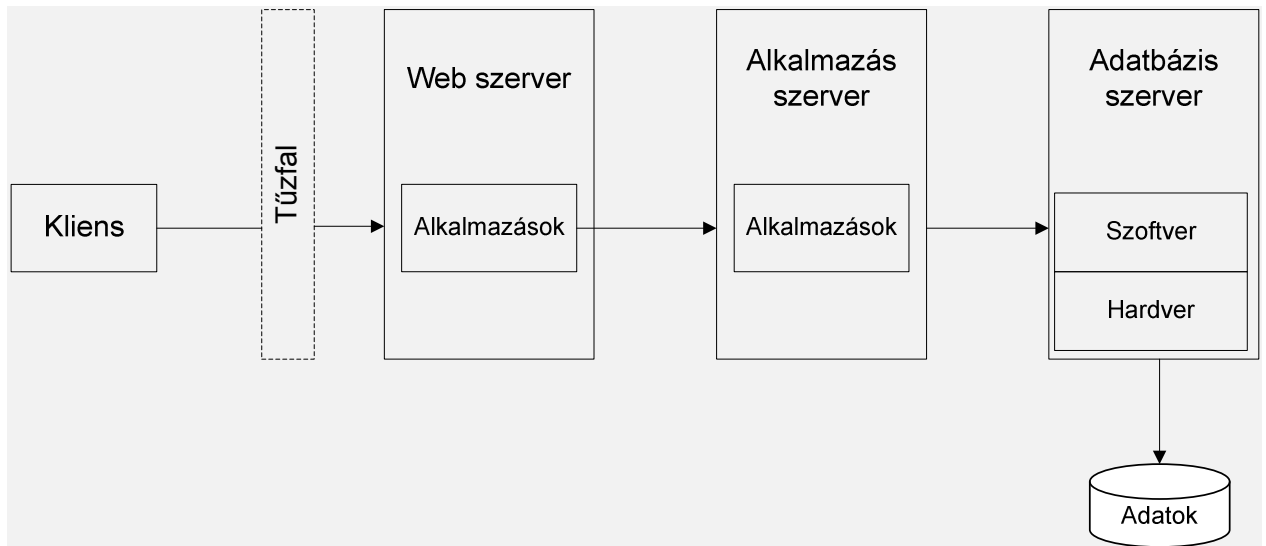 Kliens
Tűzfal
Web szerver
Alkalmazások
Alkalmazás
szerver
Alkalmazások
Adatbázis
szerver
Szoftver
Hardver
Adatok